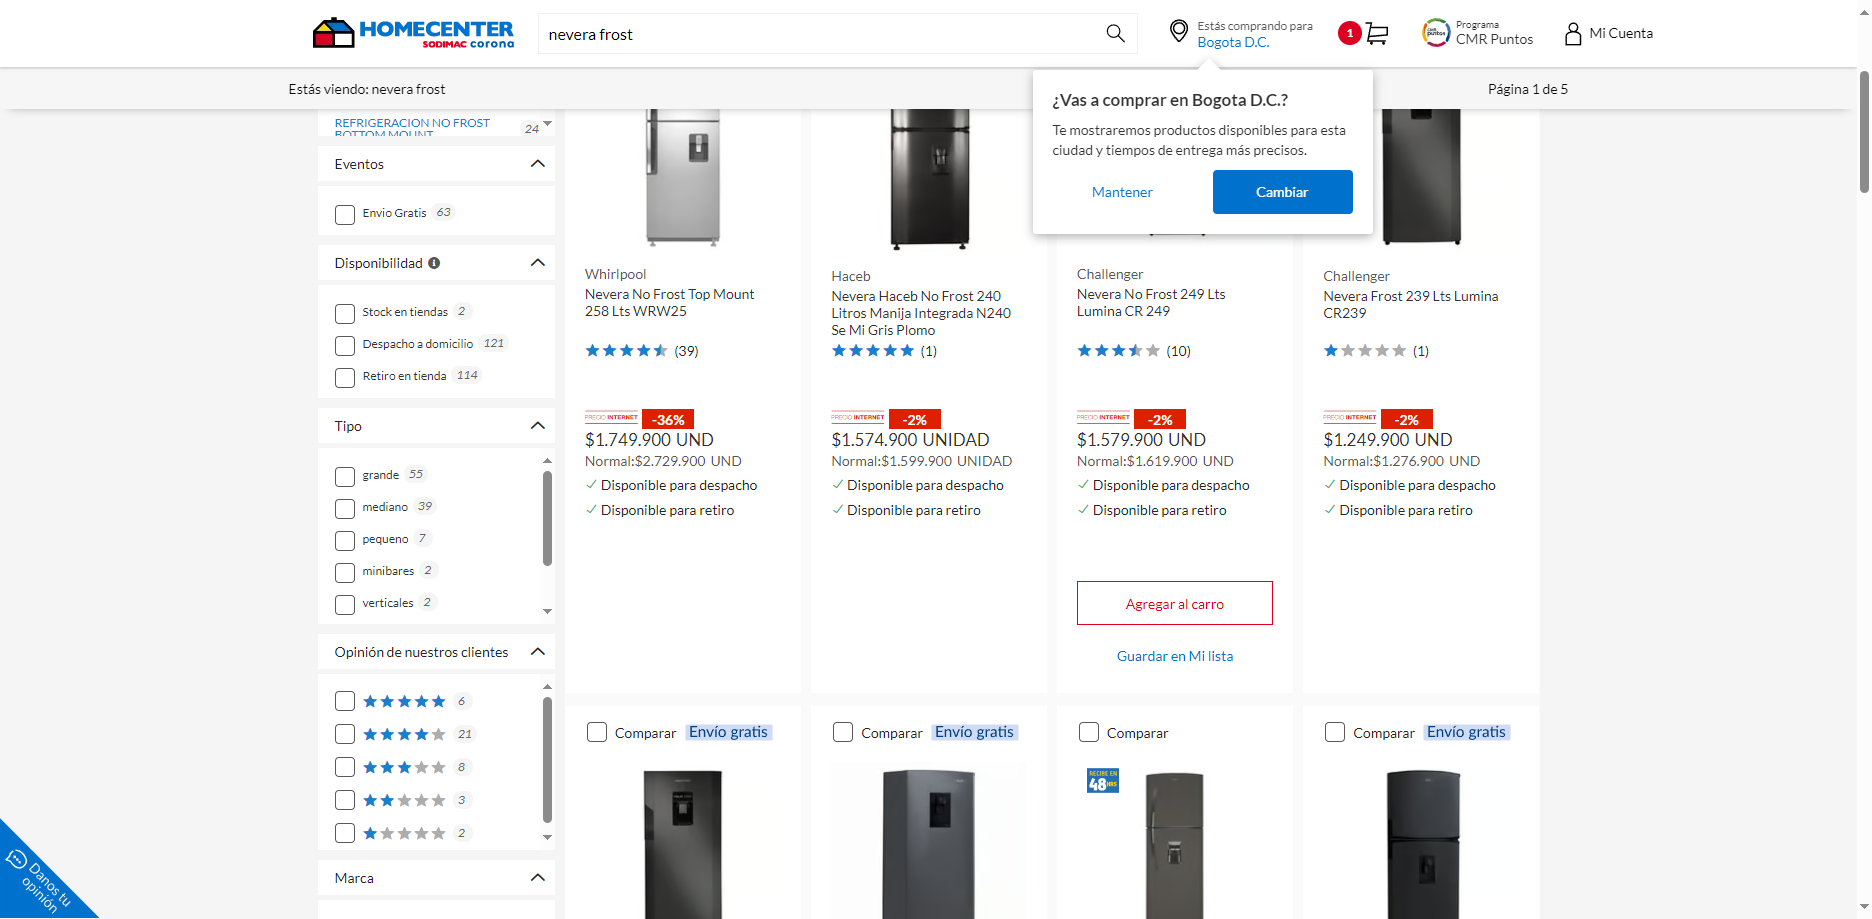 HOMECENTER
SODIMAC corona
nevera frost
Estás comprando para
Bogota D.C.
1
Programa
CMR Puntos
Mi Cuenta
Estás viendo: nevera frost
Página 1 de 5
¿Vas a comprar en Bogota D.C.?
Te mostraremos productos disponibles para esta
ciudad y tiempos de entrega más precisos.
Mantener
Cambiar
REFRIGERACION NO FROST
BOTTOM MOUNT
24
Eventos
Envio Gratis 63
Disponibilidad
Stock en tiendas 2
Despacho a domicilio 121
Retiro en tienda 114
Tipo
grande 55
mediano 39
pequeno 7
minibares 2
verticales 2
Opinión de nuestros clientes
6
21
8
3
2
Marca
Danos tu
opinión
Whirlpool
Nevera No Frost Top Mount
258 Lts WRW25
(39)
PRECIO INTERNET -36%
$1.749.900 UND
Normal:$2.729.900 UND
Disponible para despacho
Disponible para retiro
Haceb
Nevera Haceb No Frost 240
Litros Manija Integrada N240
Se Mi Gris Plomo
(1)
PRECIO INTERNET -2%
$1.574.900 UNIDAD
Normal:$1.599.900 UNIDAD
Disponible para despacho
Disponible para retiro
Challenger
Nevera No Frost 249 Lts
Lumina CR 249
(10)
PRECIO INTERNET -2%
$1.579.900 UND
Normal:$1.619.900 UND
Disponible para despacho
Disponible para retiro
Agregar al carro
Guardar en Mi lista
Challenger
Nevera Frost 239 Lts Lumina
CR239
(1)
PRECIO INTERNET -2%
$1.249.900 UND
Normal:$1.276.900 UND
Disponible para despacho
Disponible para retiro
Comparar Envío gratis
Comparar Envío gratis
Comparar
RECIBE EN
48HRS
Comparar Envío gratis